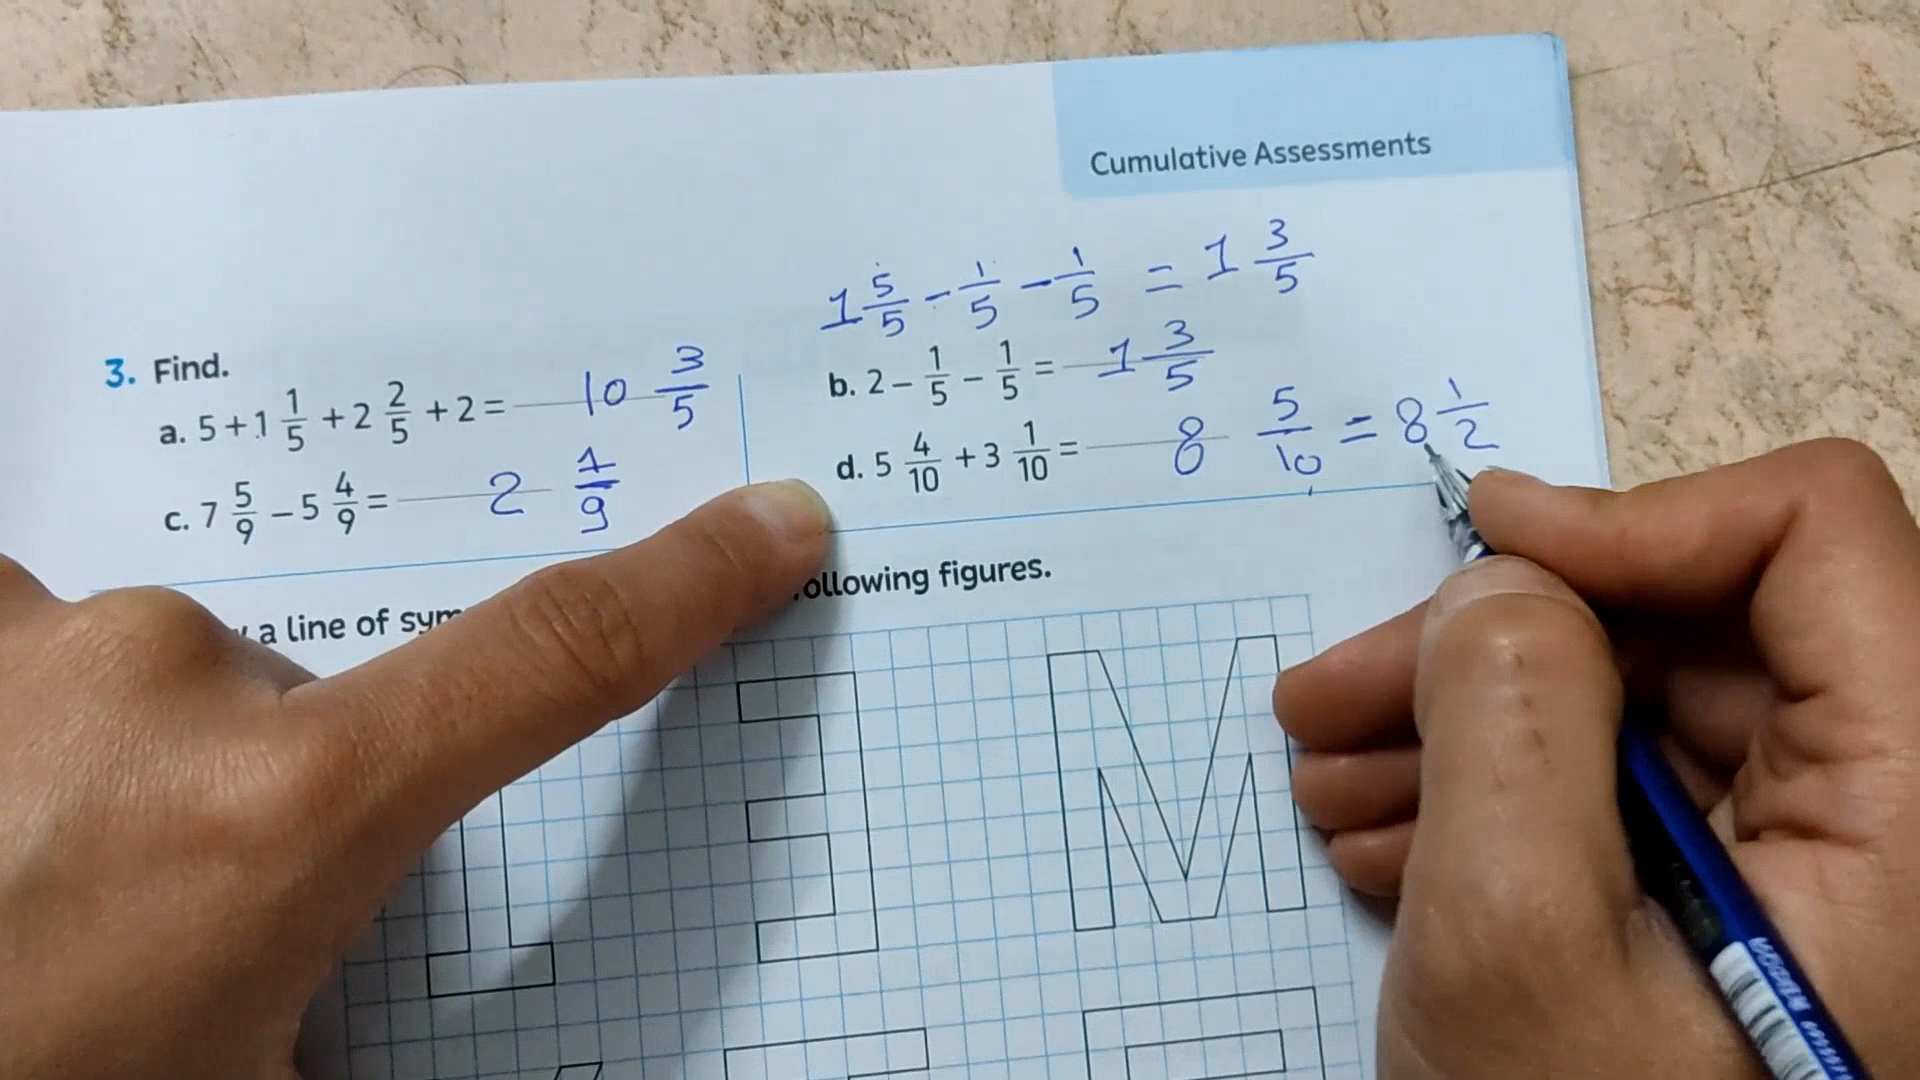 Cumulative Assessments
1 5/5 - 1/5 - 1/5 = 1 3/5
3. Find.
a. 5 + 1 1/5 + 2 2/5 + 2 = 10 3/5
b. 2 - 1/5 - 1/5 = 1 3/5
c. 7 5/9 - 5 4/9 = 2 1/9
d. 5 4/10 + 3 1/10 = 8 5/10 = 8 1/2
a line of following figures.